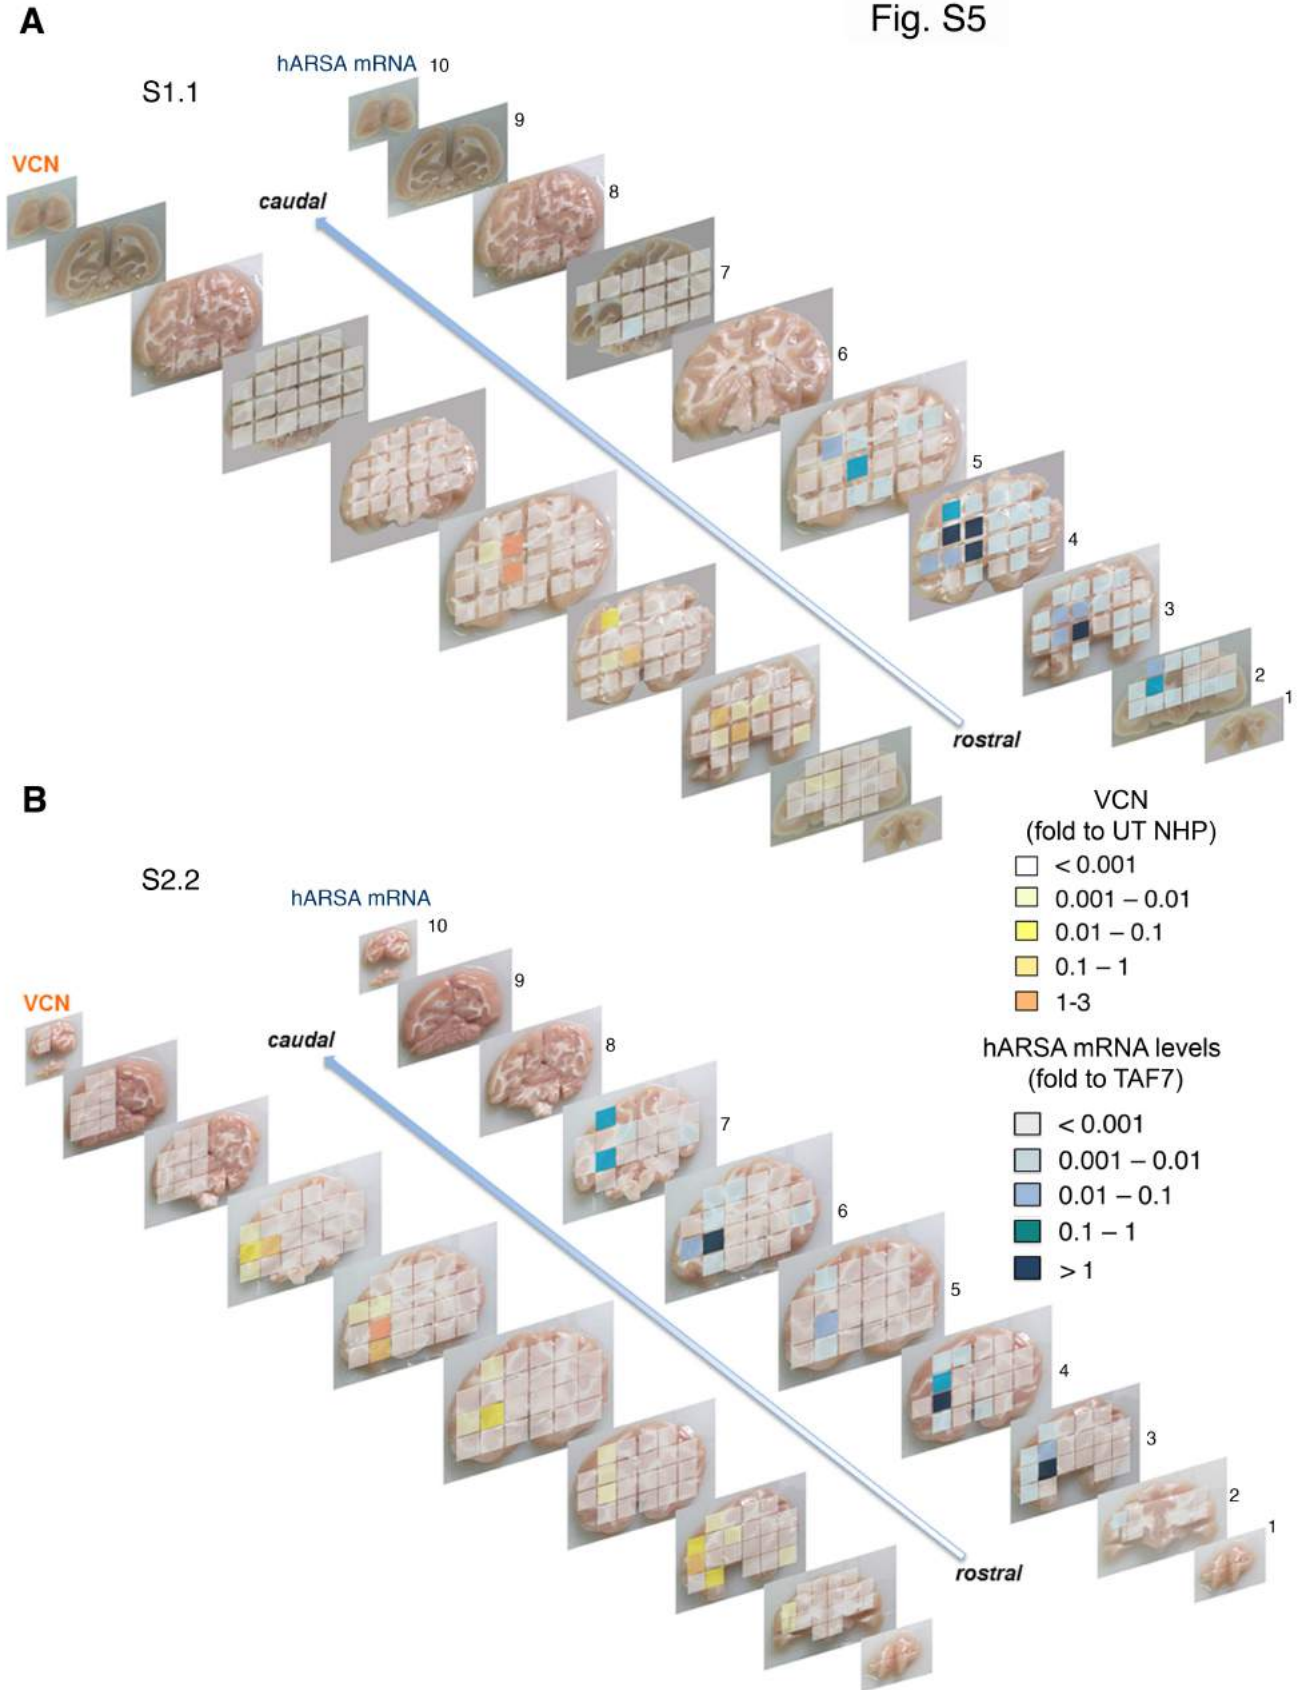 A
Fig. S5
hARSA mRNA 10
S1.1
9
VCN
8
caudal
7
6
5
4
3
2
1
rostral
B
VCN
(fold to UT NHP)
< 0.001
0.001 – 0.01
0.01 – 0.1
0.1 – 1
1-3
S2.2
hARSA mRNA
10
9
VCN
8
caudal
hARSA mRNA levels
(fold to TAF7)
< 0.001
0.001 – 0.01
0.01 – 0.1
0.1 – 1
> 1
7
6
5
4
3
2
1
rostral